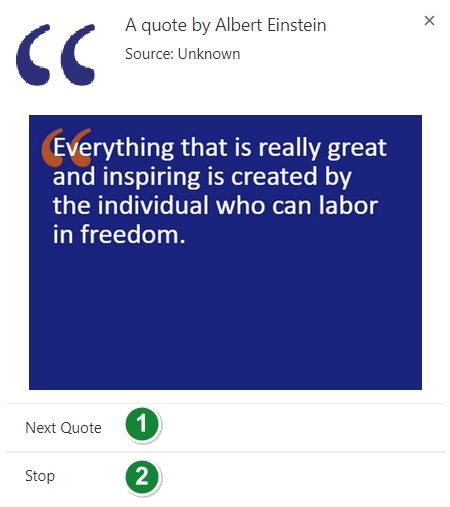 A quote by Albert Einstein
Source: Unknown
Everything that is really great
and inspiring is created by
the individual who can labor
in freedom.
Next Quote 1
Stop 2